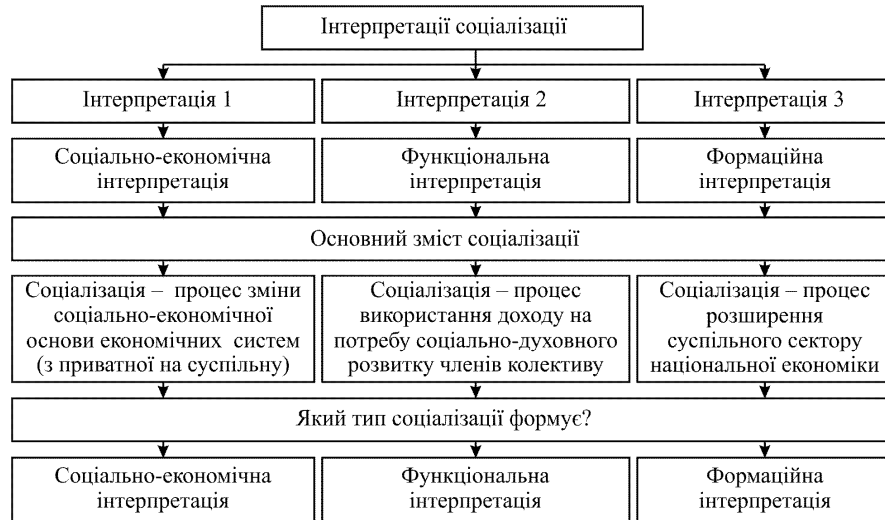 Інтерпретації соціалізації
Інтерпретація 1
Інтерпретація 2
Інтерпретація 3
Соціально-економічна
інтерпретація
Функціональна
інтерпретація
Формаційна
інтерпретація
Основний зміст соціалізації
Соціалізація – процес зміни
соціально-економічної
основи економічних систем
(з приватної на суспільну)
Соціалізація – процес
використання доходу на
потребу соціально-духовного
розвитку членів колективу
Соціалізація – процес
розширення
суспільного сектору
національної економіки
Який тип соціалізації формує?
Соціально-економічна
інтерпретація
Функціональна
інтерпретація
Формаційна
інтерпретація